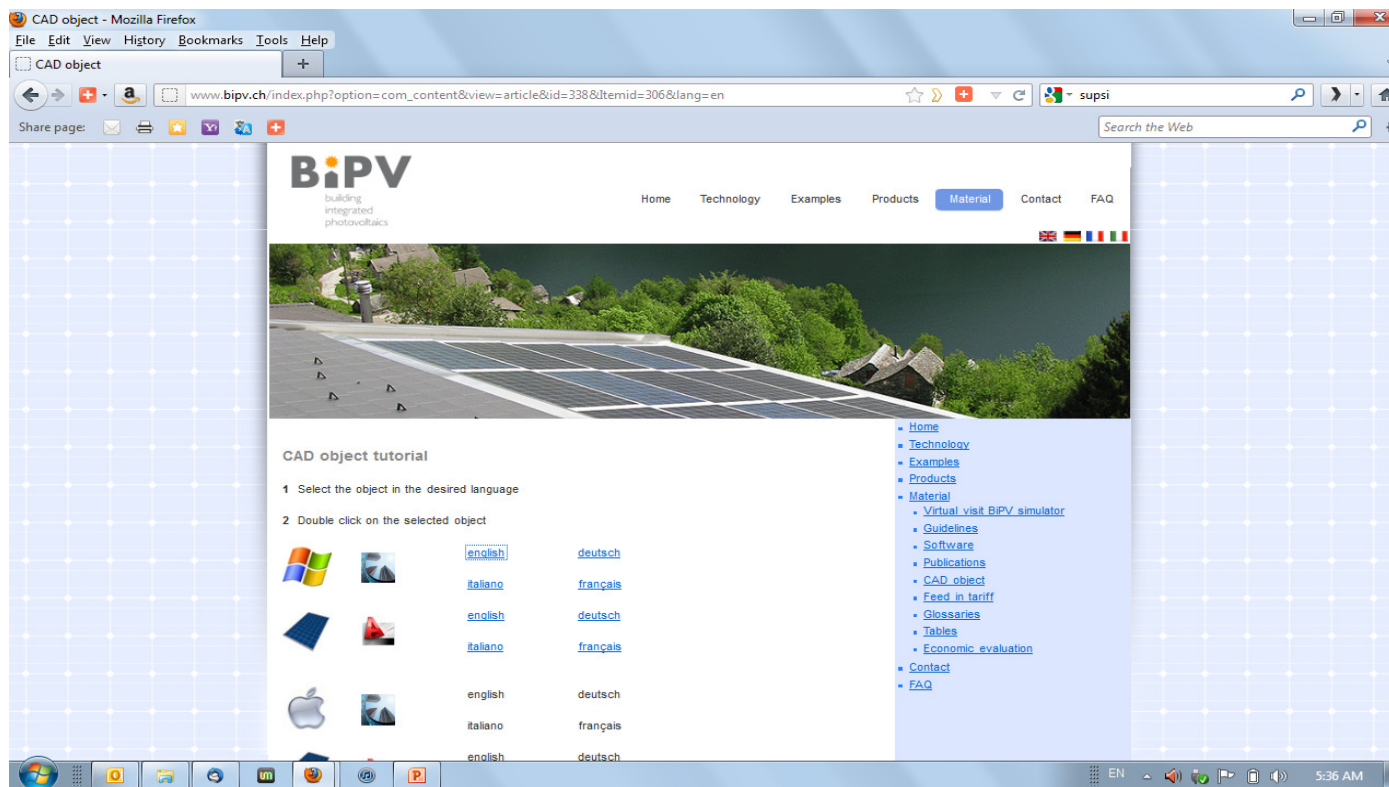 CAD object - Mozilla Firefox
File Edit View History Bookmarks Tools Help
CAD object +
www.bipv.ch/index.php?option=com_content&view=article&id=338&Itemid=306&lang=en
supsi
Share page:
Search the Web
BiPV
building
integrated
photovoltaics
Home Technology Examples Products Material Contact FAQ
CAD object tutorial
1 Select the object in the desired language
2 Double click on the selected object
english deutsch
italiano français
english deutsch
italiano français
english deutsch
italiano français
english deutsch
Home
Technology
Examples
Products
Material
Virtual visit BiPV simulator
Guidelines
Software
Publications
CAD object
Feed in tariff
Glossaries
Tables
Economic evaluation
Contact
FAQ
EN
5:36 AM